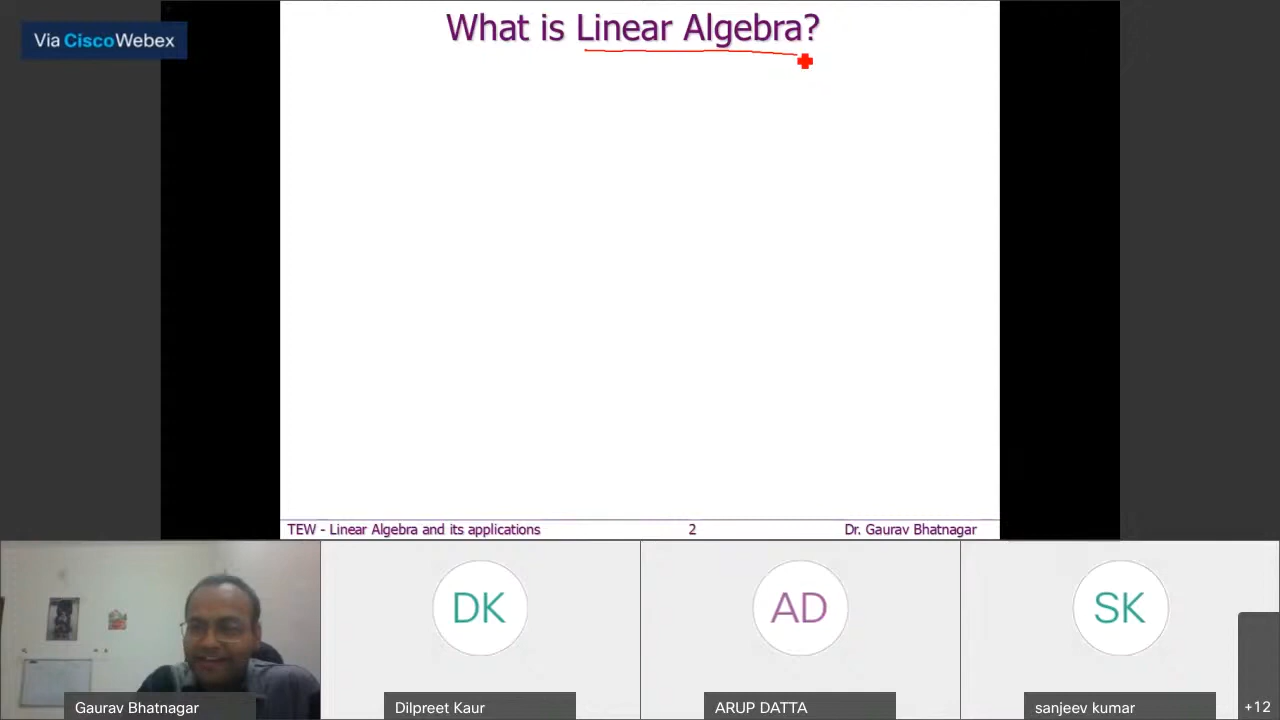 Via CiscoWebex
What is Linear Algebra?
TEW - Linear Algebra and its applications 2 Dr. Gaurav Bhatnagar
DK AD SK
Gaurav Bhatnagar Dilpreet Kaur ARUP DATTA sanjeev kumar +12